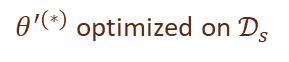 θ′⁽*⁾ optimized on 𝒟ₛ